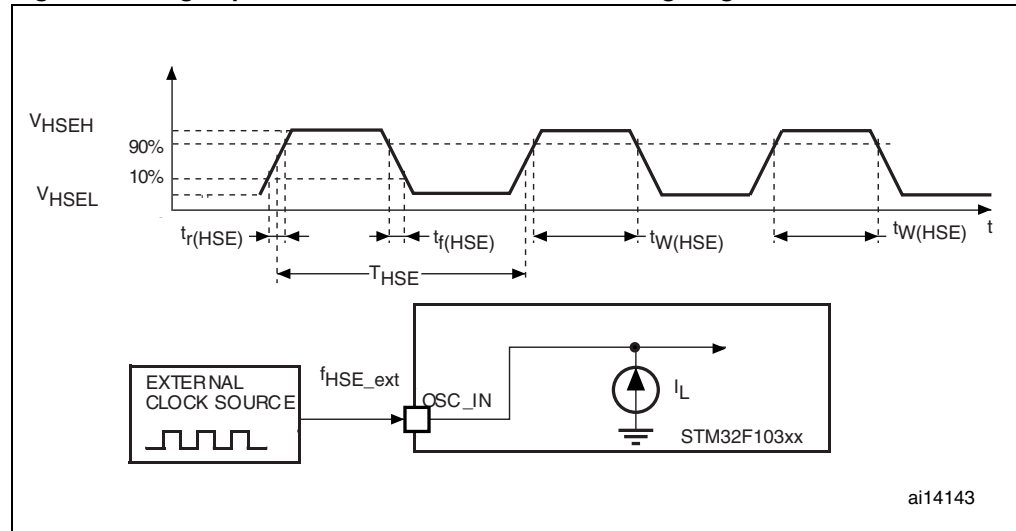 VHSEH
90%
10%
VHSEL
tr(HSE)
tf(HSE)
tW(HSE)
tW(HSE)
t
THSE
EXTERNAL
CLOCK SOURCE
fHSE_ext
OSC_IN
IL
STM32F103xx
ai14143